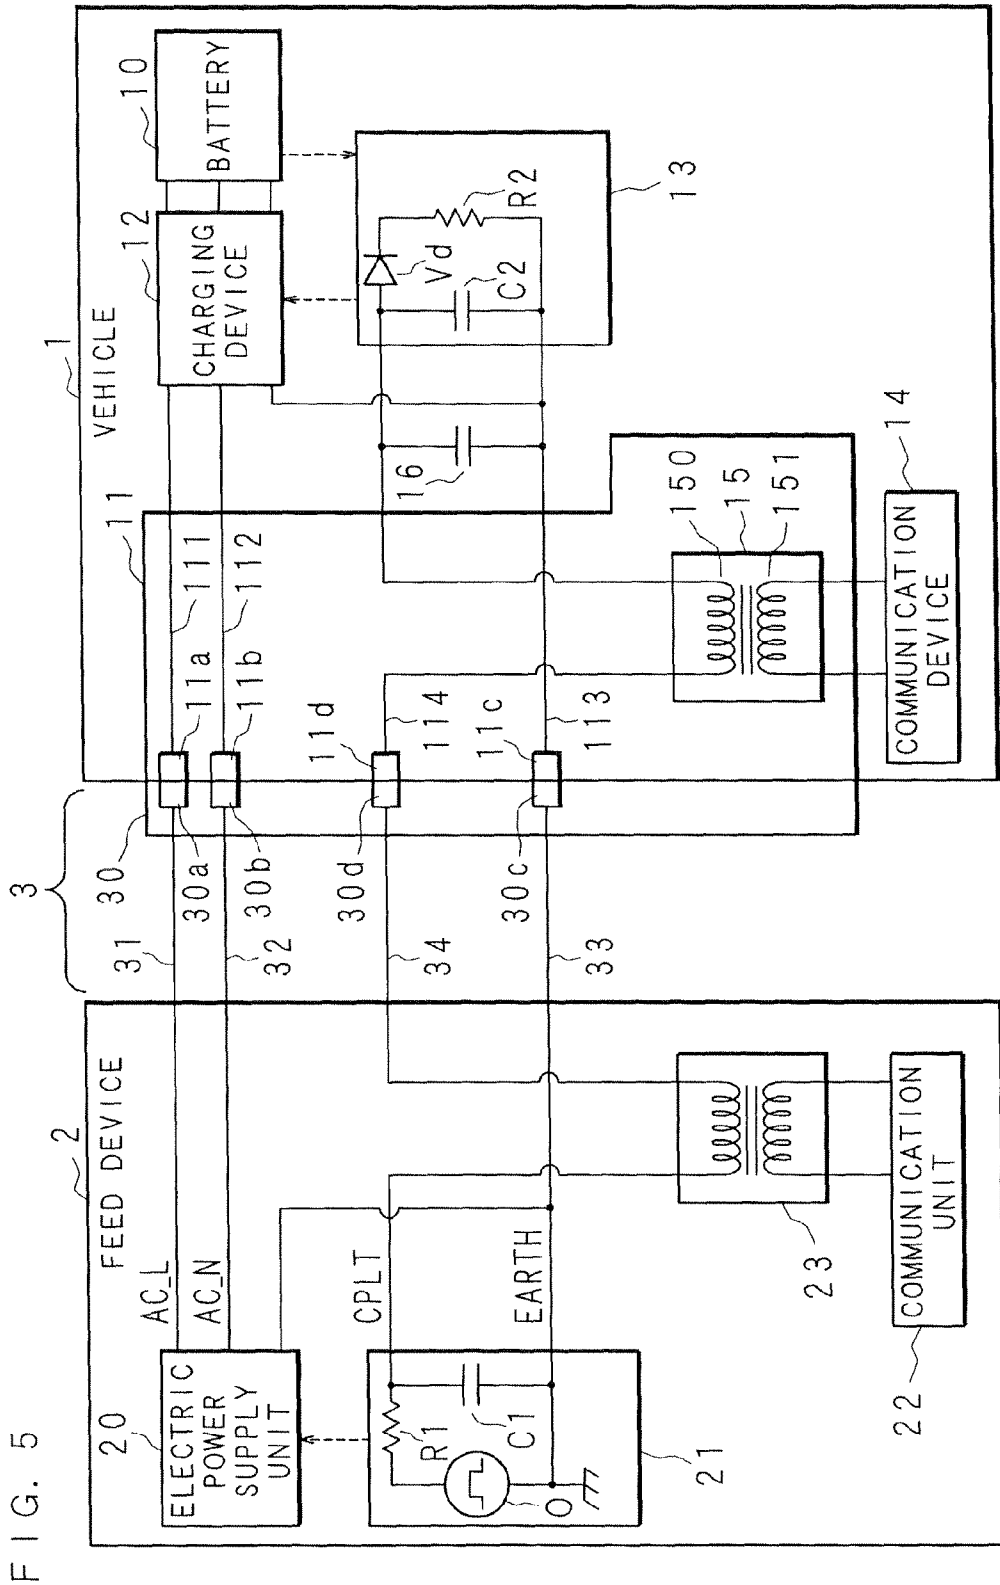 FIG. 5
2
FEED DEVICE
20
ELECTRIC
POWER
SUPPLY
UNIT
AC_L
AC_N
CPLT
EARTH
R1
C1
O
21
23
22
COMMUNICATION
UNIT
3
31
32
34
33
30
30a
30b
30d
30c
1
VEHICLE
11
11a
11b
11d
11c
111
112
114
113
12
CHARGING
DEVICE
10
BATTERY
16
Vd
C2
R2
13
150
15
151
14
COMMUNICATION
DEVICE